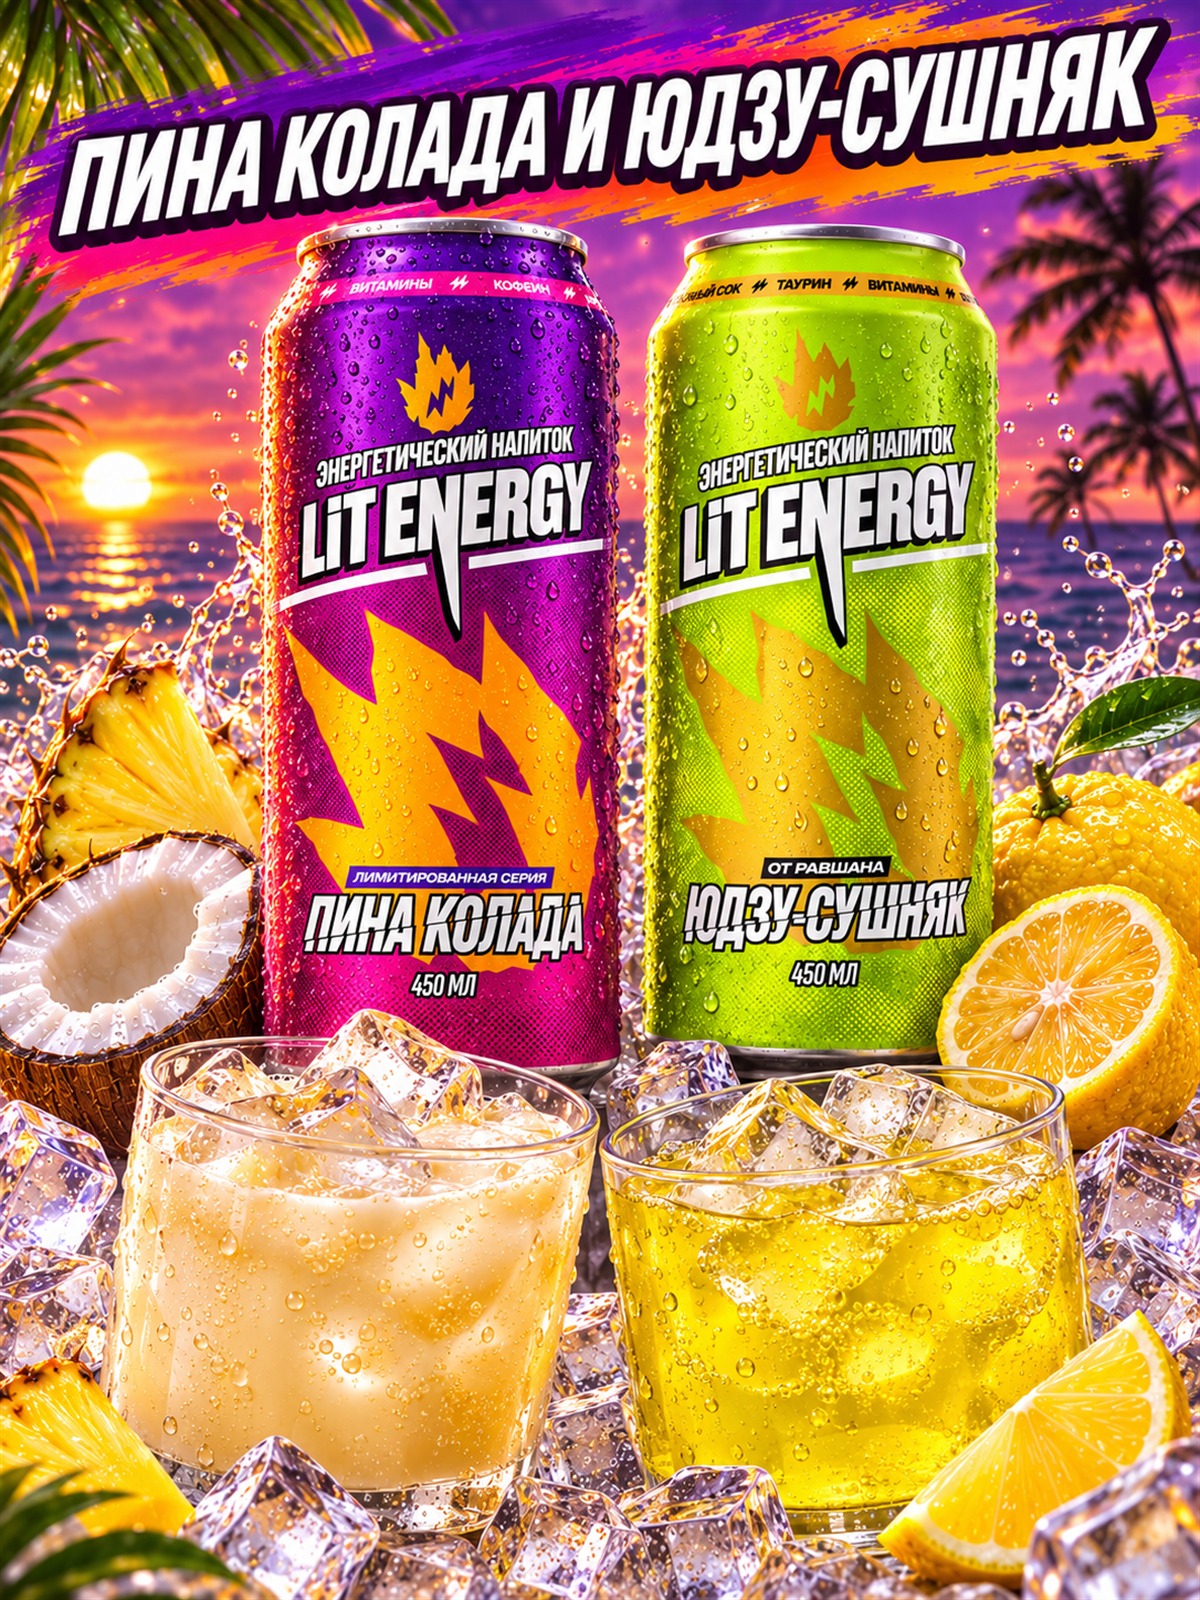 ПИНА КОЛАДА И ЮДЗУ-СУШНЯК
ВИТАМИНЫ КОФЕИН
ЭНЕРГЕТИЧЕСКИЙ НАПИТОК
LIT ENERGY
ЛИМИТИРОВАННАЯ СЕРИЯ
ПИНА КОЛАДА
450 МЛ
СОК ТАУРИН ВИТАМИНЫ
ЭНЕРГЕТИЧЕСКИЙ НАПИТОК
LIT ENERGY
ОТ РАВШАНА
ЮДЗУ-СУШНЯК
450 МЛ